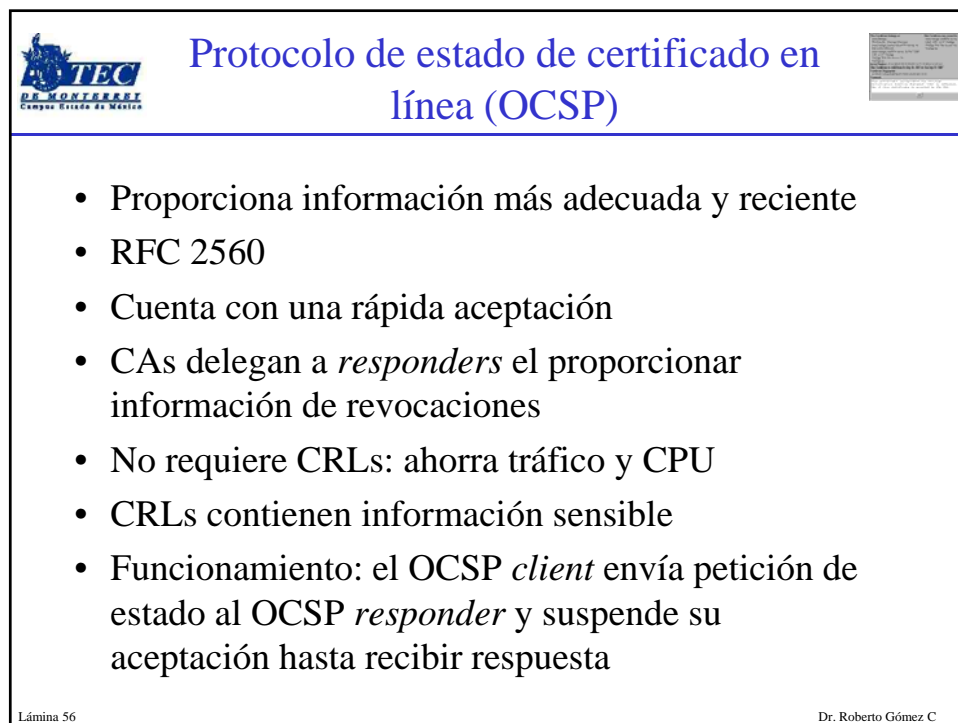 TEC
DE MONTERREY
Campus Estado de México
Protocolo de estado de certificado en
línea (OCSP)
• Proporciona información más adecuada y reciente
• RFC 2560
• Cuenta con una rápida aceptación
• CAs delegan a responders el proporcionar
información de revocaciones
• No requiere CRLs: ahorra tráfico y CPU
• CRLs contienen información sensible
• Funcionamiento: el OCSP client envía petición de
estado al OCSP responder y suspende su
aceptación hasta recibir respuesta
Lámina 56
Dr. Roberto Gómez C